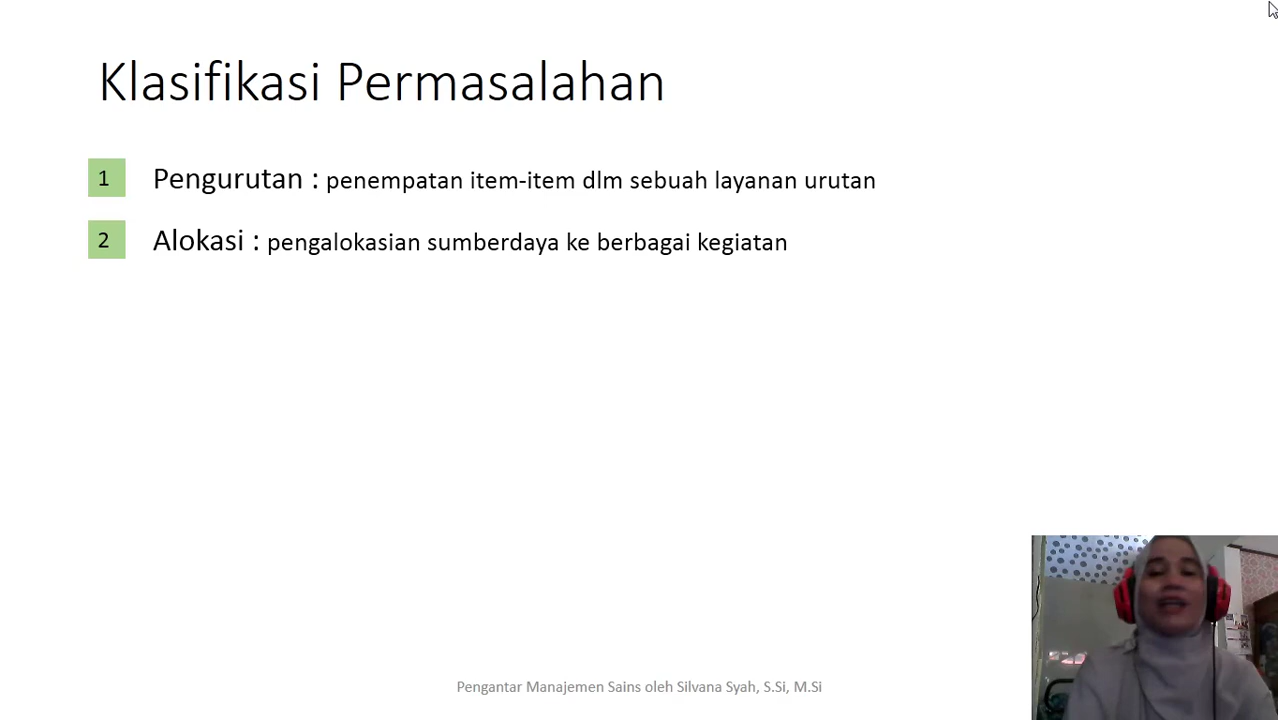 Klasifikasi Permasalahan
1 Pengurutan : penempatan item-item dlm sebuah layanan urutan
2 Alokasi : pengalokasian sumberdaya ke berbagai kegiatan
Pengantar Manajemen Sains oleh Silvana Syah, S.Si, M.Si